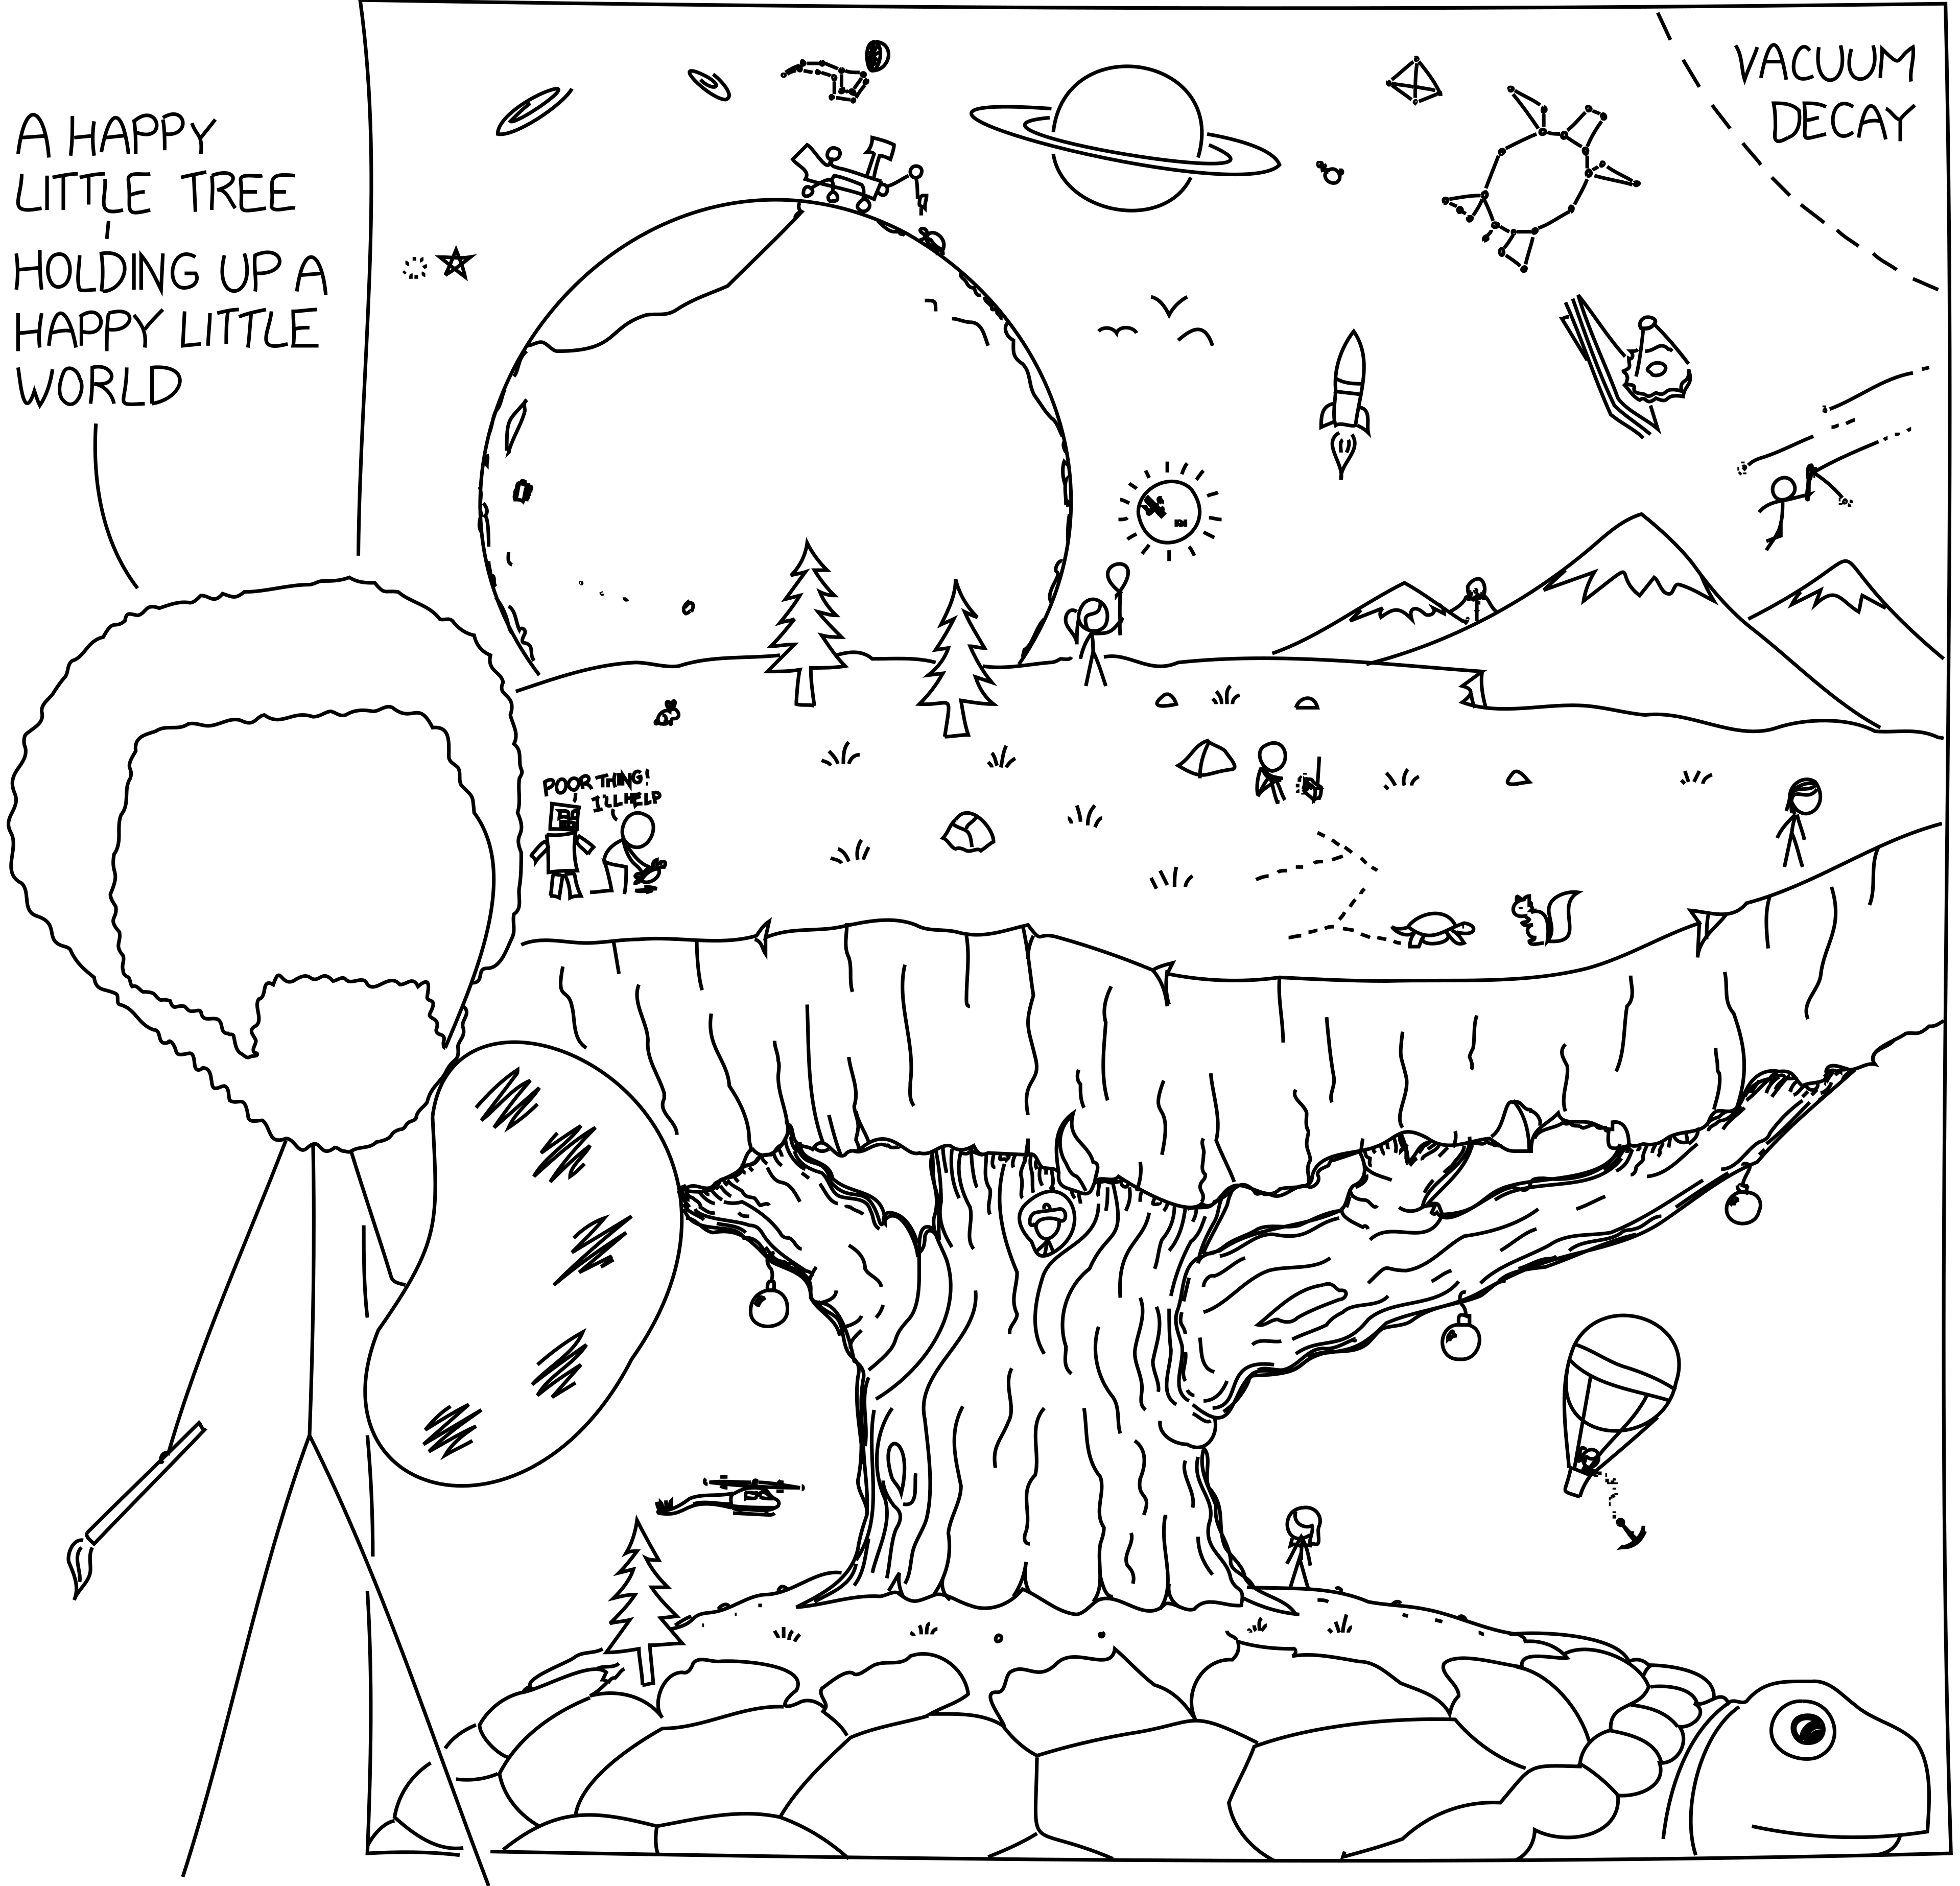 A HAPPY
LITTLE TREE
HOLDING UP A
HAPPY LITTLE
WORLD
VACUUM
DECAY
POOR THING!
I'LL HELP